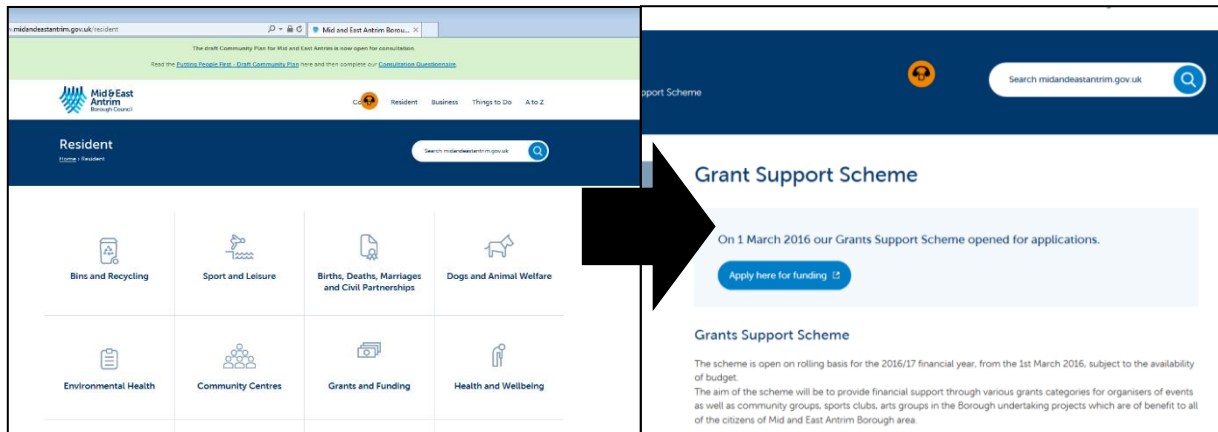 v.midandeastantrim.gov.uk/resident
Mid and East Antrim Borou...
The draft Community Plan for Mid and East Antrim is now open for consultation.
Read the Putting People First - Draft Community Plan here and then complete our Consultation Questionnaire.
Mid & East
Antrim
Borough Council
Resident Business Things to Do A to Z
Resident
Home › Resident
Search midandeastantrim.gov.uk
Bins and Recycling
Sport and Leisure
Births, Deaths, Marriages
and Civil Partnerships
Dogs and Animal Welfare
Environmental Health
Community Centres
Grants and Funding
Health and Wellbeing
pport Scheme
Search midandeastantrim.gov.uk
Grant Support Scheme
On 1 March 2016 our Grants Support Scheme opened for applications.
Apply here for funding
Grants Support Scheme
The scheme is open on rolling basis for the 2016/17 financial year, from the 1st March 2016, subject to the availability
of budget.
The aim of the scheme will be to provide financial support through various grants categories for organisers of events
as well as community groups, sports clubs, arts groups in the Borough undertaking projects which are of benefit to all
of the citizens of Mid and East Antrim Borough area.